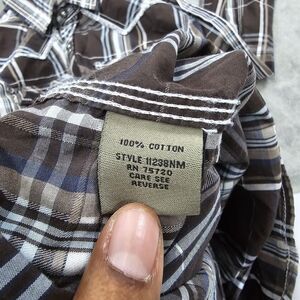 100% COTTON
STYLE 11238NM
RN 75720
CARE SEE
REVERSE